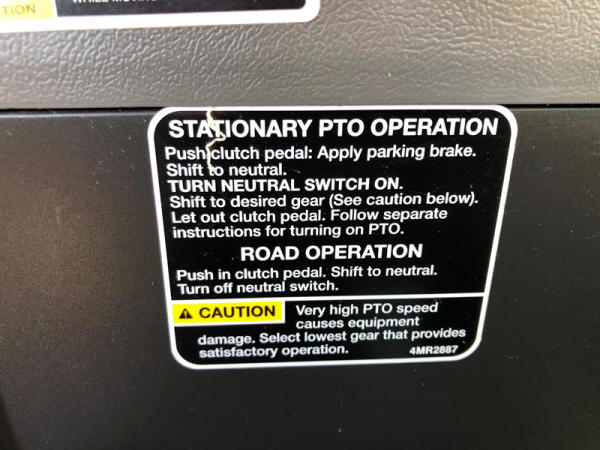 TION
STATIONARY PTO OPERATION
Push clutch pedal: Apply parking brake.
Shift to neutral.
TURN NEUTRAL SWITCH ON.
Shift to desired gear (See caution below).
Let out clutch pedal. Follow separate
instructions for turning on PTO.
ROAD OPERATION
Push in clutch pedal. Shift to neutral.
Turn off neutral switch.
CAUTION Very high PTO speed
causes equipment
damage. Select lowest gear that provides
satisfactory operation. 4MR2887